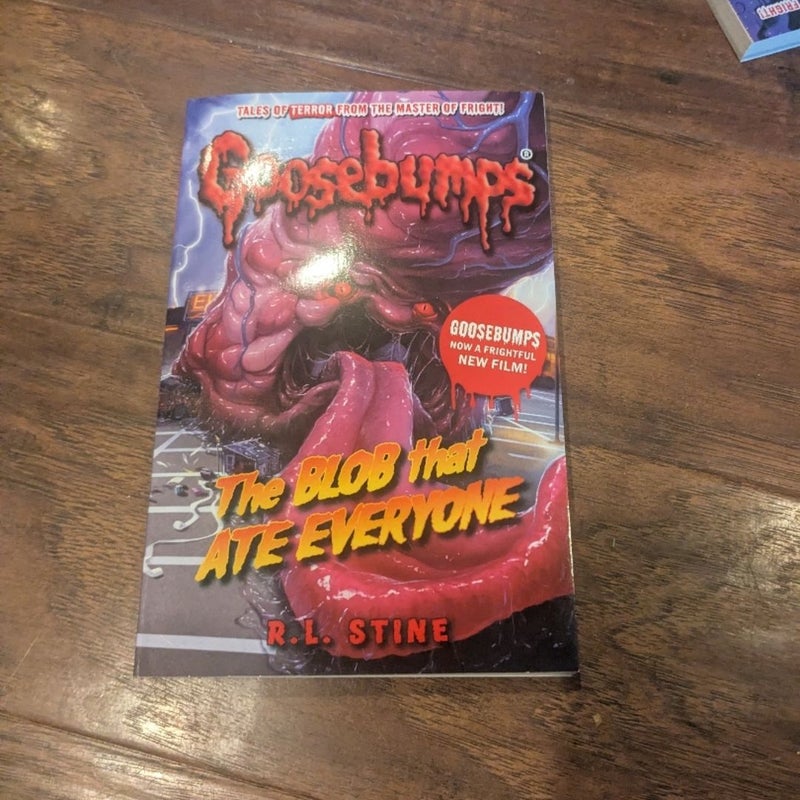 FRIGHT!
TALES OF TERROR FROM THE MASTER OF FRIGHT!
Goosebumps®
GOOSEBUMPS
NOW A FRIGHTFUL
NEW FILM!
The BLOB that
ATE EVERYONE
R.L. STINE